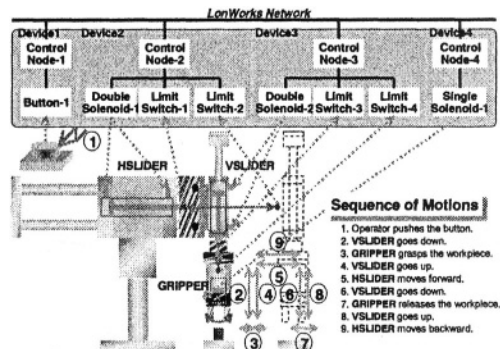 LonWorks Network
Device1 Device2 Device3 Device4
Control Node-1
Control Node-2
Control Node-3
Control Node-4
Button-1
Double Solenoid-1
Limit Switch-1
Limit Switch-2
Double Solenoid-2
Limit Switch-3
Limit Switch-4
Single Solenoid-1
1
HSLIDER
VSLIDER
GRIPPER
9
5
2
4
6
8
3
7
Sequence of Motions
1. Operator pushes the button.
2. VSLIDER goes down.
3. GRIPPER grasps the workpiece.
4. VSLIDER goes up.
5. HSLIDER moves forward.
6. VSLIDER goes down.
7. GRIPPER releases the workpiece.
8. VSLIDER goes up.
9. HSLIDER moves backward.